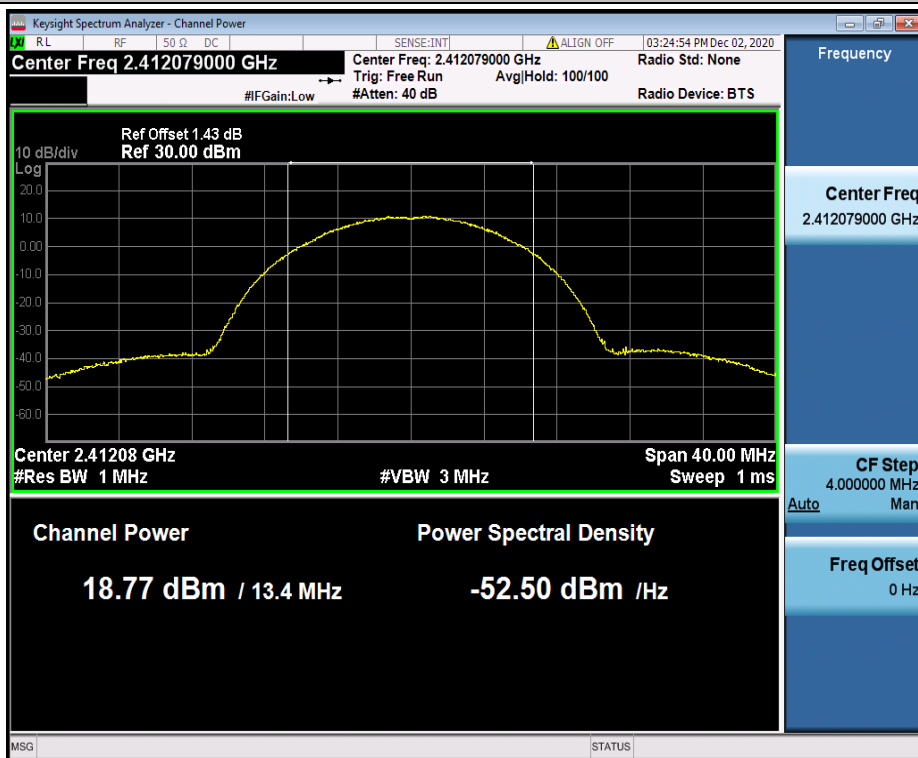 Keysight Spectrum Analyzer - Channel Power
LXI RL RF 50 Ω DC SENSE:INT ALIGN OFF 03:24:54 PM Dec 02, 2020
Center Freq 2.412079000 GHz
Center Freq: 2.412079000 GHz
Radio Std: None
Trig: Free Run Avg|Hold: 100/100
#IFGain:Low
#Atten: 40 dB
Radio Device: BTS
Ref Offset 1.43 dB
10 dB/div Ref 30.00 dBm
Log
20.0
10.0
0.00
-10.0
-20.0
-30.0
-40.0
-50.0
-60.0
Center 2.41208 GHz Span 40.00 MHz
#Res BW 1 MHz #VBW 3 MHz Sweep 1 ms
Channel Power Power Spectral Density
18.77 dBm / 13.4 MHz -52.50 dBm /Hz
MSG STATUS
Frequency
Center Freq
2.412079000 GHz
CF Step
4.000000 MHz
Auto Man
Freq Offset
0 Hz